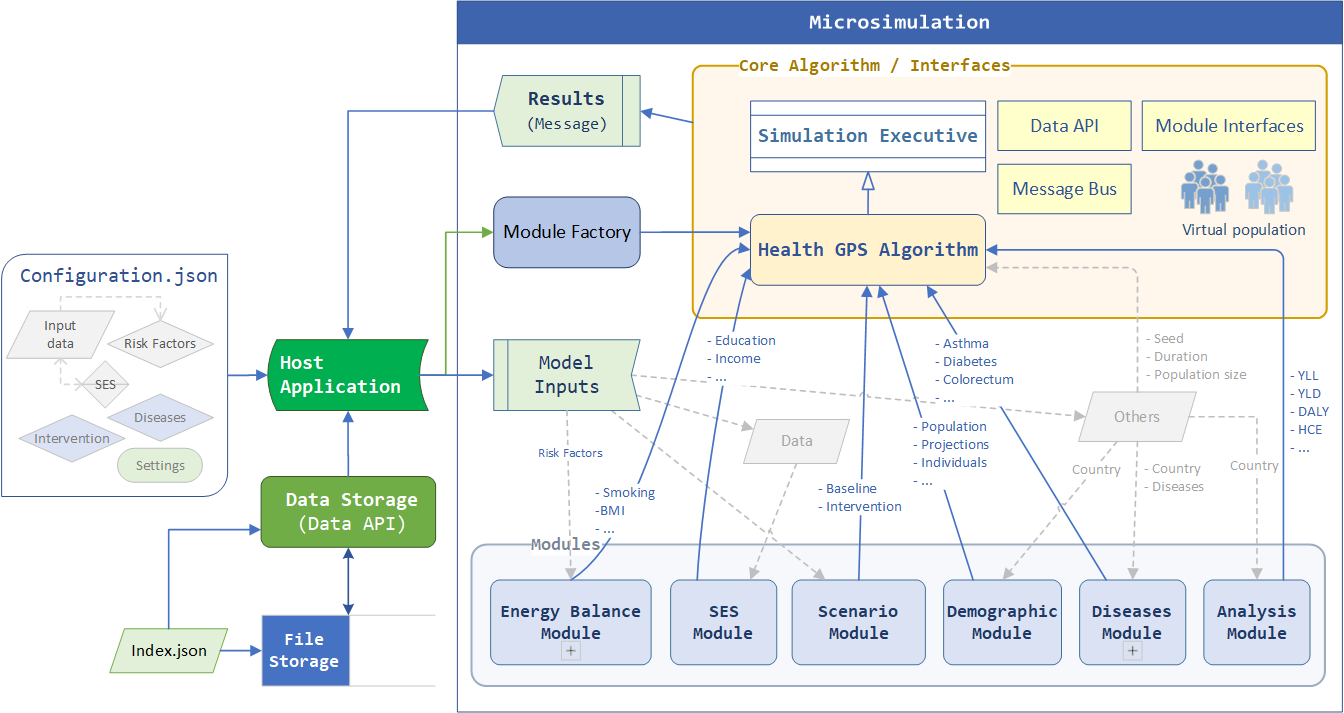 Microsimulation
Core Algorithm / Interfaces
Results
(Message)
Simulation Executive
Data API
Module Interfaces
Message Bus
Virtual population
Module Factory
Health GPS Algorithm
Configuration.json
Input
data
Risk Factors
SES
Diseases
Intervention
Settings
Host
Application
Model
Inputs
- Education
- Income
- ...
- Asthma
- Diabetes
- Colorectum
- ...
- Seed
- Duration
- Population size
- YLL
- YLD
- DALY
- HCE
- ...
Others
Data
Risk Factors
- Population
- Projections
- Individuals
- ...
Country
- Country
- Diseases
Country
- Smoking
-BMI
- ...
- Baseline
- Intervention
Data Storage
(Data API)
Modules
Index.json
File
Storage
Energy Balance
Module
+
SES
Module
Scenario
Module
Demographic
Module
Diseases
Module
+
Analysis
Module